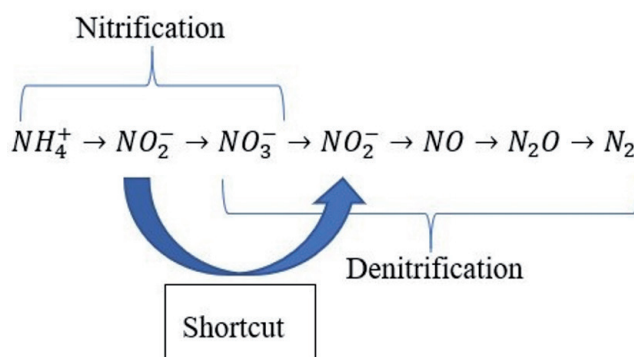 Nitrification
NH₄⁺ → NO₂⁻ → NO₃⁻ → NO₂⁻ → NO → N₂O → N₂
Denitrification
Shortcut